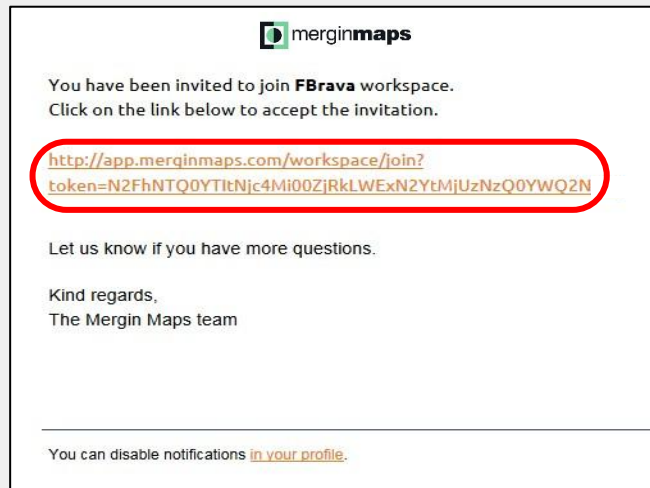 merginmaps
You have been invited to join FBrava workspace.
Click on the link below to accept the invitation.
http://app.merginmaps.com/workspace/join?
token=N2FhNTQ0YTItNjc4Mi00ZjRkLWExN2YtMjUzNzQ0YWQ2N
Let us know if you have more questions.
Kind regards,
The Mergin Maps team
You can disable notifications in your profile.